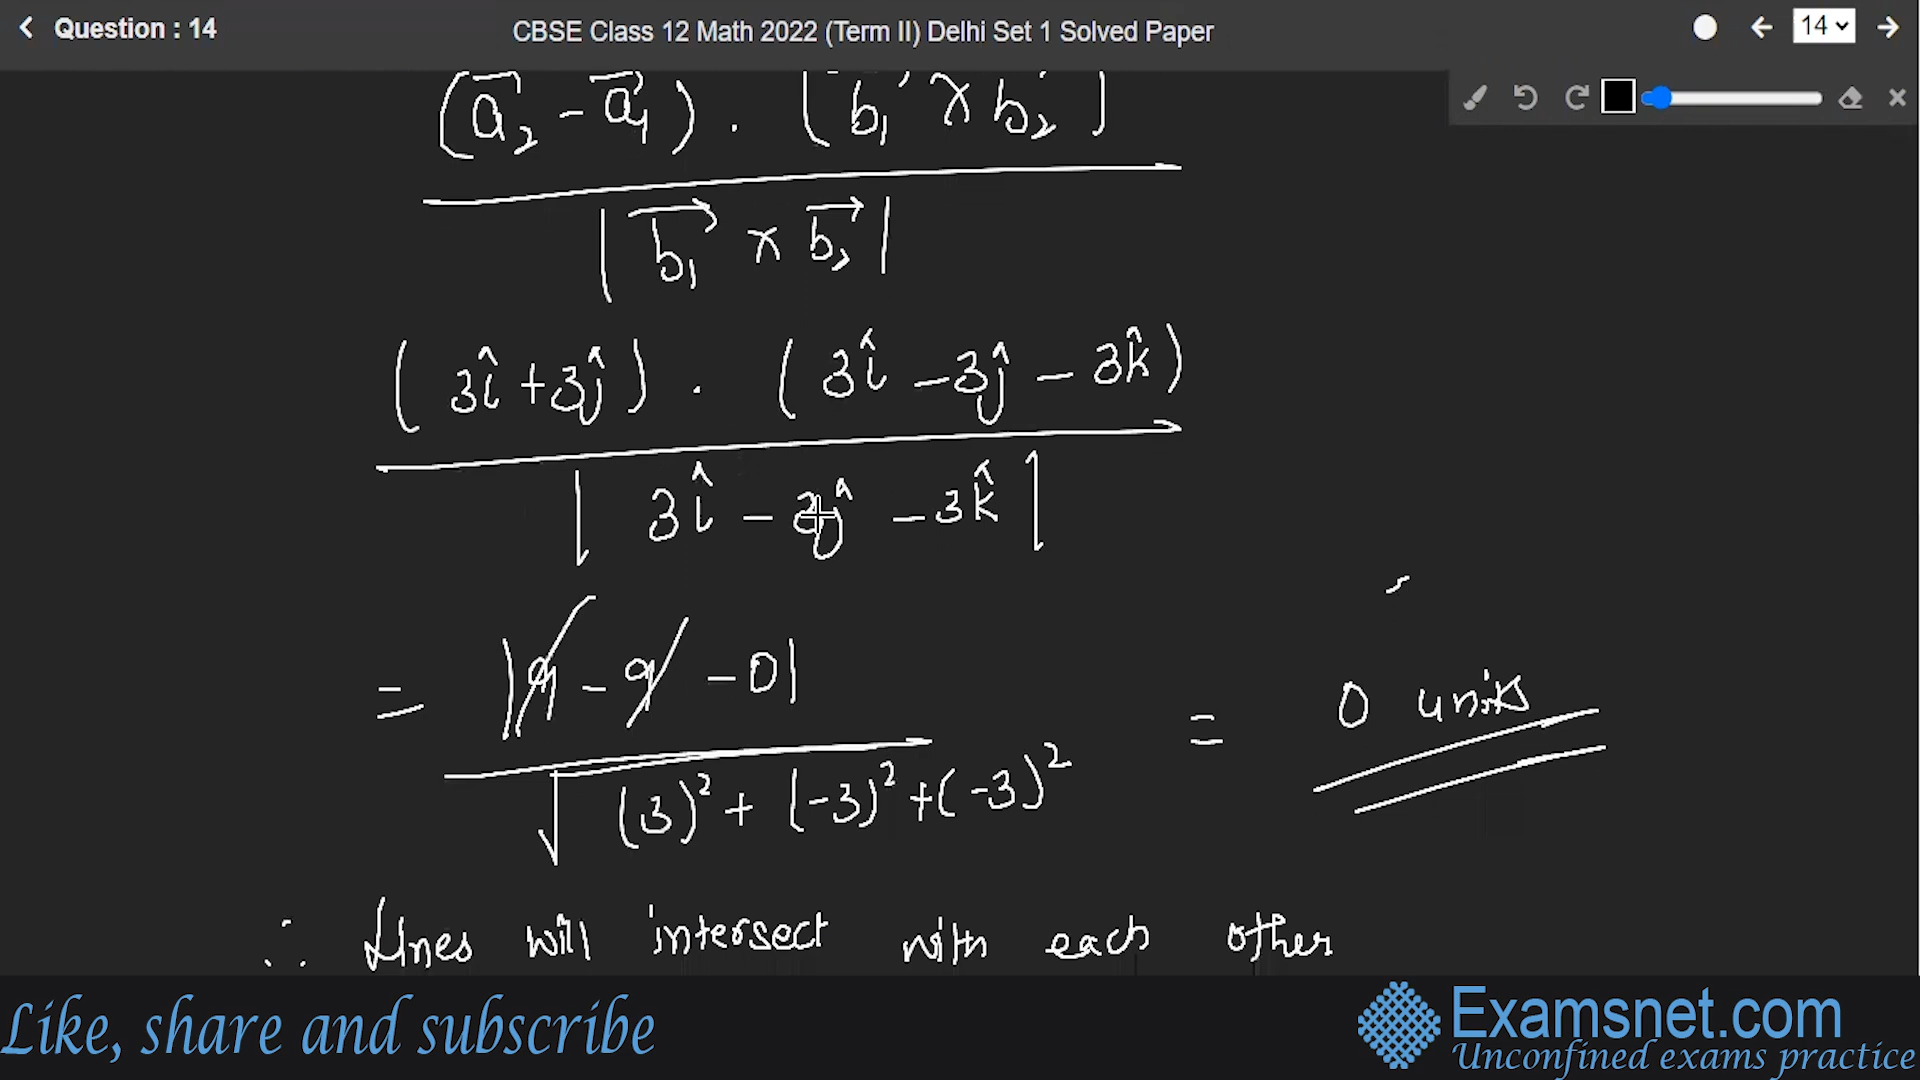 Question : 14
CBSE Class 12 Math 2022 (Term II) Delhi Set 1 Solved Paper
14
(a₂ - a₁) . (b₁ × b₂)
|b₁ × b₂|
(3î + 3ĵ) . (3î - 3ĵ - 3k̂)
|3î - 3ĵ - 3k̂|
= |9 - 9 - 0|
√(3)² + (-3)² + (-3)²
= 0 units
∴ Lines will intersect with each other
Like, share and subscribe
Examsnet.com
Unconfined exams practice